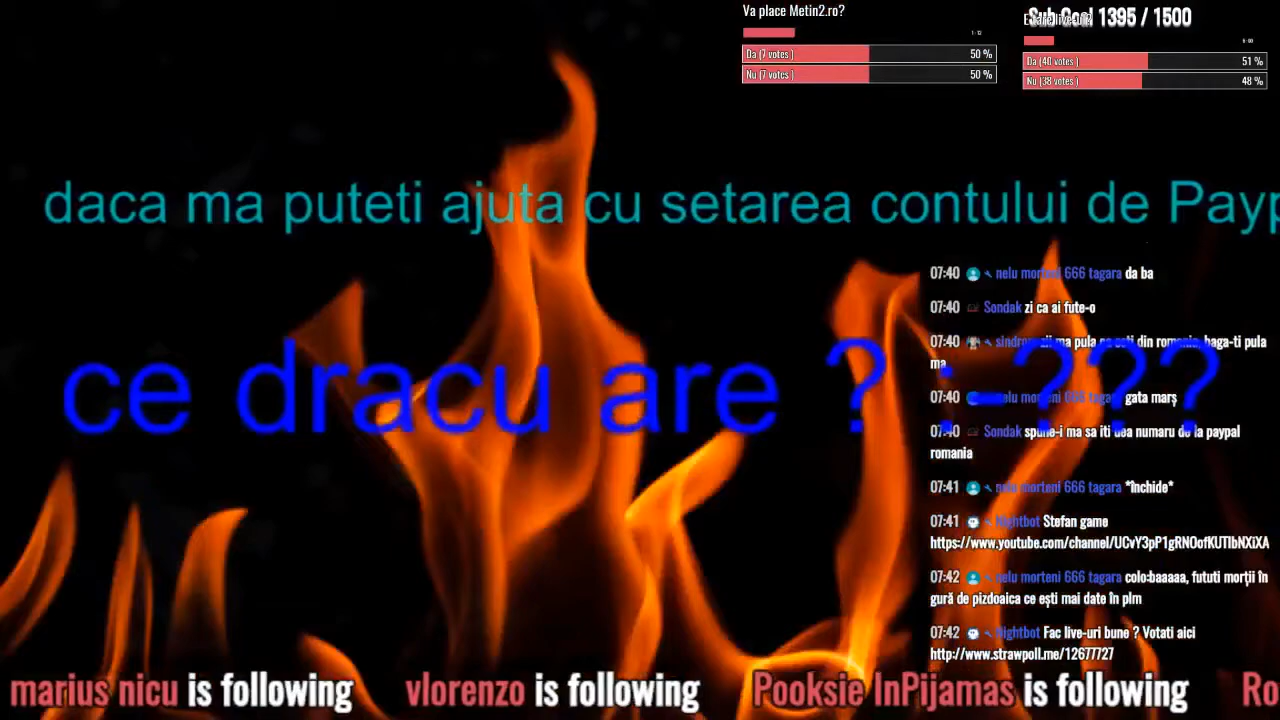 Va place Metin2.ro?
Da (7 votes ) 50 %
Nu (7 votes ) 50 %
Sub Goal 1395 / 1500
Da (40 votes ) 51 %
Nu (38 votes ) 48 %
daca ma puteti ajuta cu setarea contului de Payp
ce dracu are ? :-???
07:40 nelu morteni 666 tagara da ba
07:40 Sondak zi ca ai fute-o
07:40 ma pula ca esti din romania, baga-ti pula
ma
07:40 nelu morteni 666 tagara gata marș
07:40 Sondak spune-i ma sa iti dea numaru de la paypal
romania
07:41 nelu morteni 666 tagara *închide*
07:41 Nightbot Stefan game
https://www.youtube.com/channel/UCvY3pP1gRNOofKUTIbNXiXA
07:42 nelu morteni 666 tagara colo:baaaaa, fututi morții în
gură de pizdoaica ce ești mai date în plm
07:42 Nightbot Fac live-uri bune ? Votati aici
http://www.strawpoll.me/12677727
marius nicu is following vlorenzo is following Pooksie InPijamas is following Ro